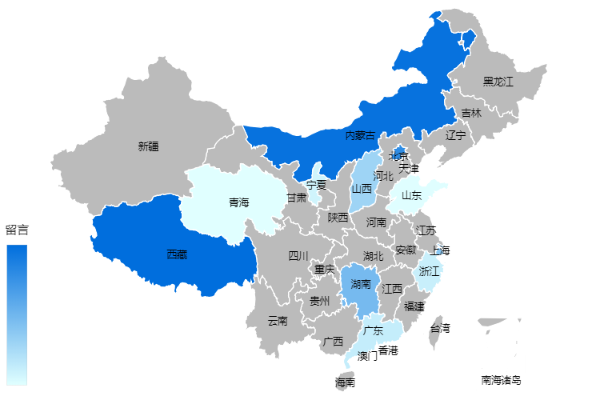 黑龙江
吉林
新疆
内蒙古
辽宁
北京
天津
宁夏
河北
山西
山东
青海
甘肃
陕西
河南
江苏
留言
西藏
四川
湖北
安徽
上海
重庆
浙江
湖南
江西
贵州
福建
云南
广西
广东
台湾
澳门
香港
海南
南海诸岛